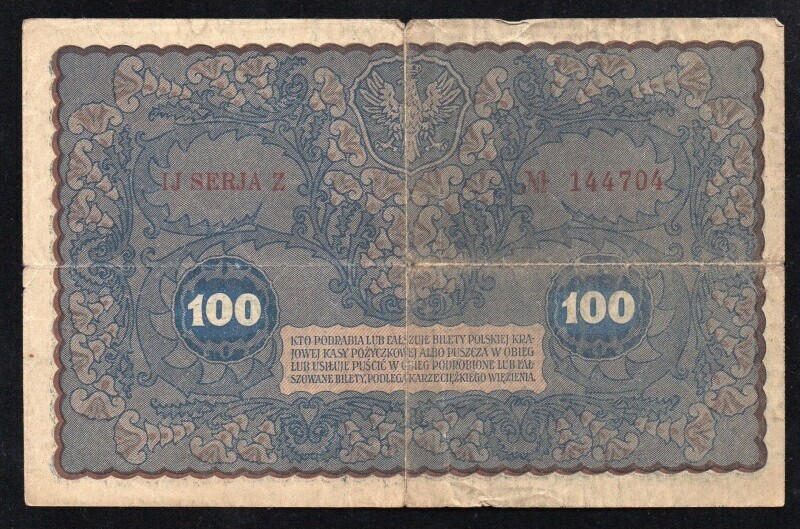 IJ SERJA Z
№ 144704
100
100
KTO PODRABIA LUB FAŁSZUJE BILETY POLSKIEJ KRA-
JOWEJ KASY POŻYCZKOWEJ ALBO PUSZCZA W OBIEG
LUB USIŁUJE PUŚCIĆ W OBIEG PODROBIONE LUB FAŁ-
SZOWANE BILETY, PODLEGA KARZE CIĘŻKIEGO WIĘZIENIA.